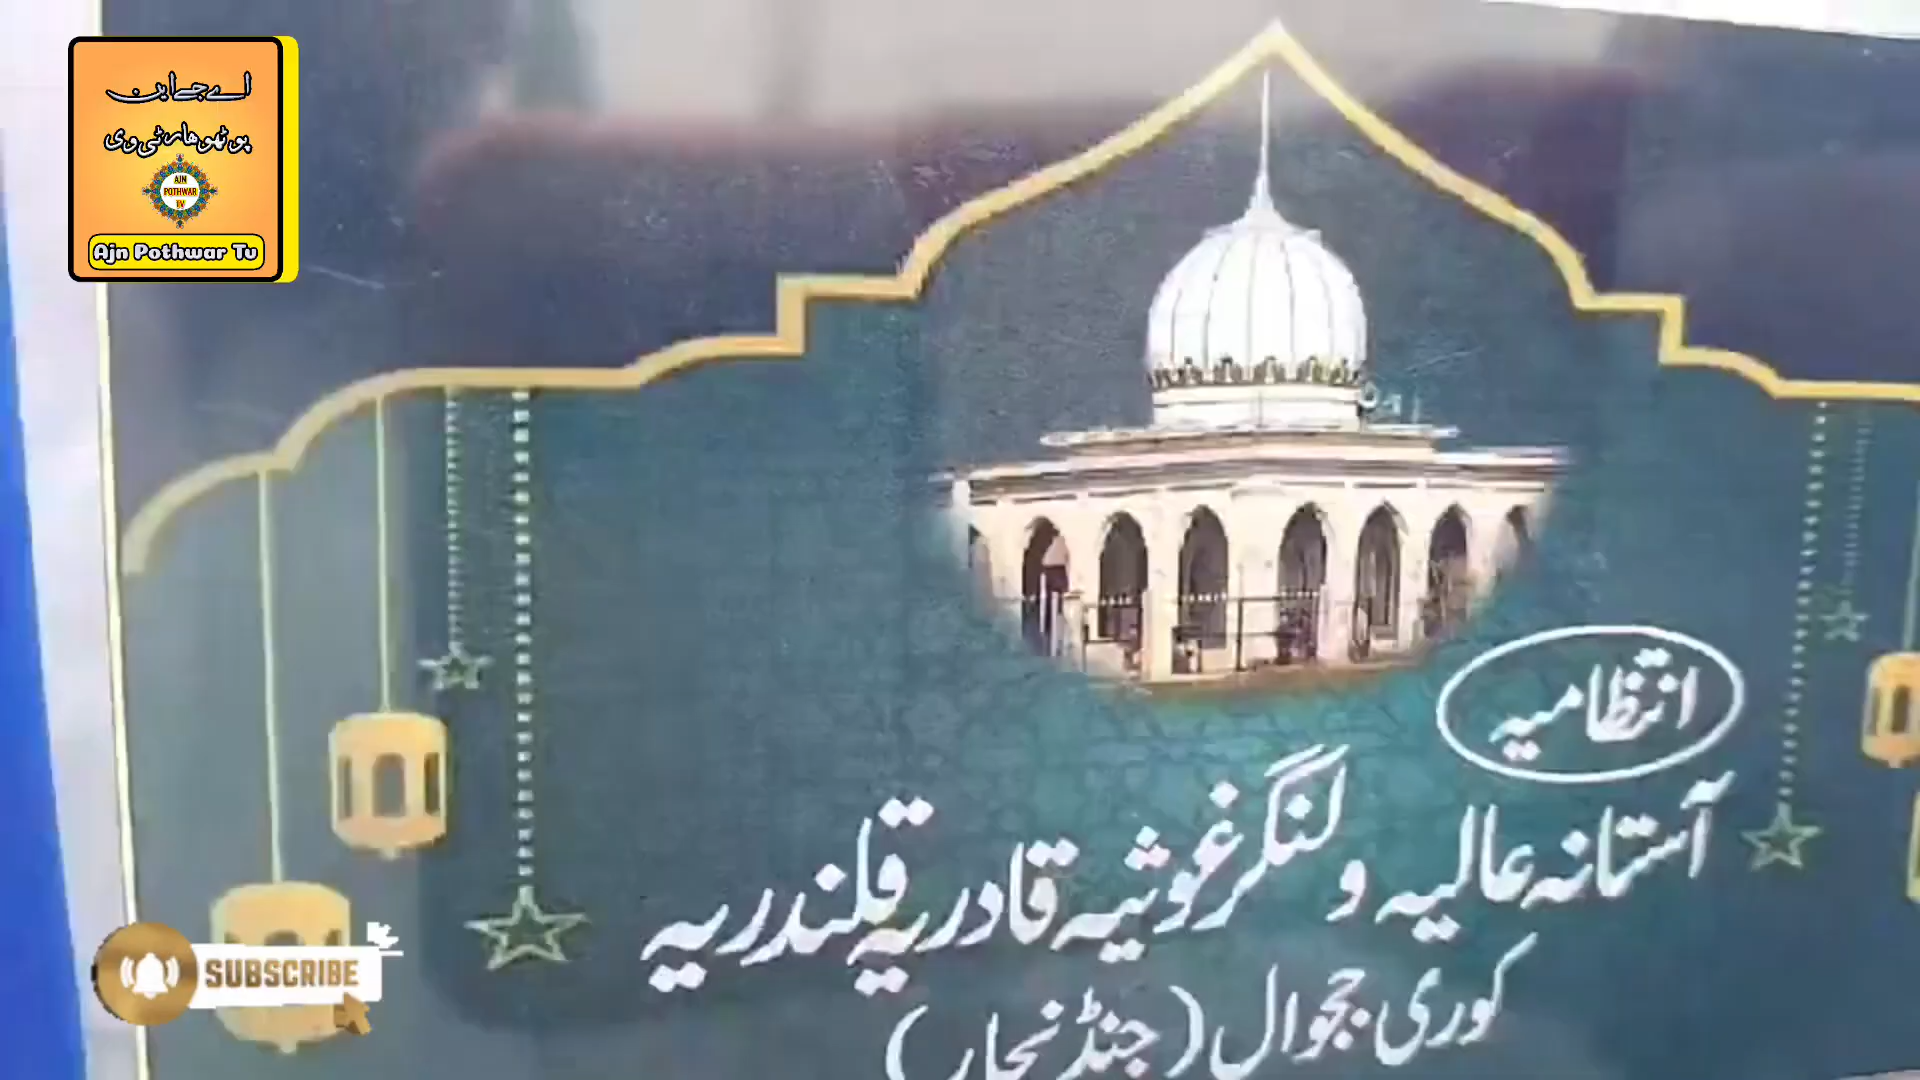 اے جے این
پوٹھوھار ٹی وی
AJN
POTHWAR
TV
Ajn Pothwar Tv
انتظامیہ
آستانہ عالیہ و لنگر غوثیہ قادریہ قلندریہ
کوری ججوال (جنڈ نجار)
SUBSCRIBE